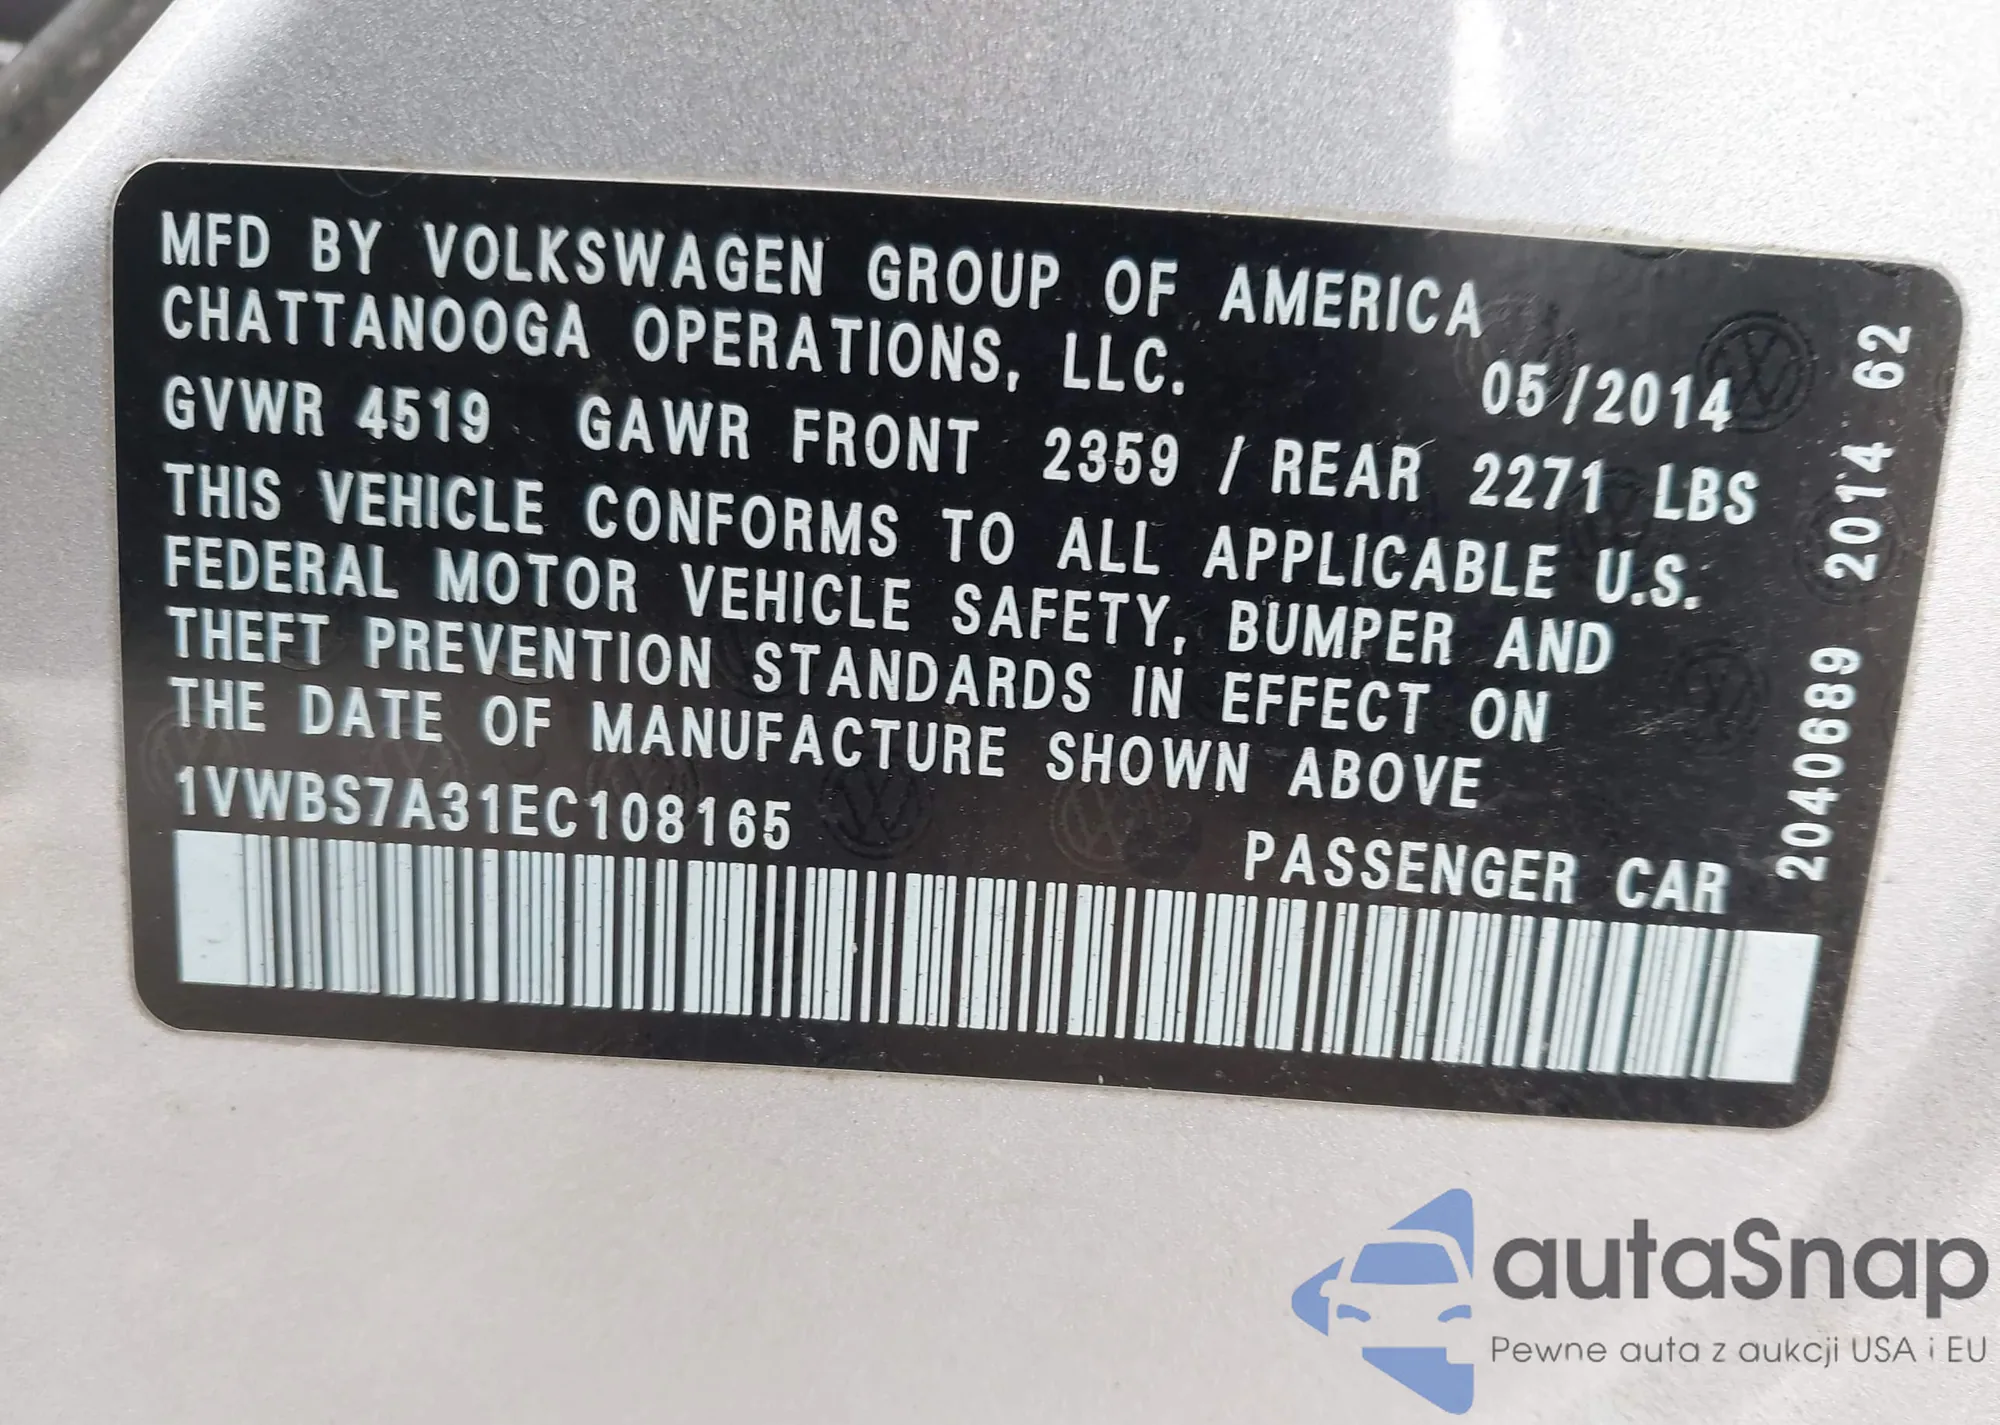 MFD BY VOLKSWAGEN GROUP OF AMERICA
CHATTANOOGA OPERATIONS, LLC.
05/2014
GVWR 4519 GAWR FRONT 2359 / REAR 2271 LBS
THIS VEHICLE CONFORMS TO ALL APPLICABLE U.S.
FEDERAL MOTOR VEHICLE SAFETY, BUMPER AND
THEFT PREVENTION STANDARDS IN EFFECT ON
THE DATE OF MANUFACTURE SHOWN ABOVE
1VWBS7A31EC108165
PASSENGER CAR
2040689 2014 62
autaSnap
Pewne auta z aukcji USA i EU